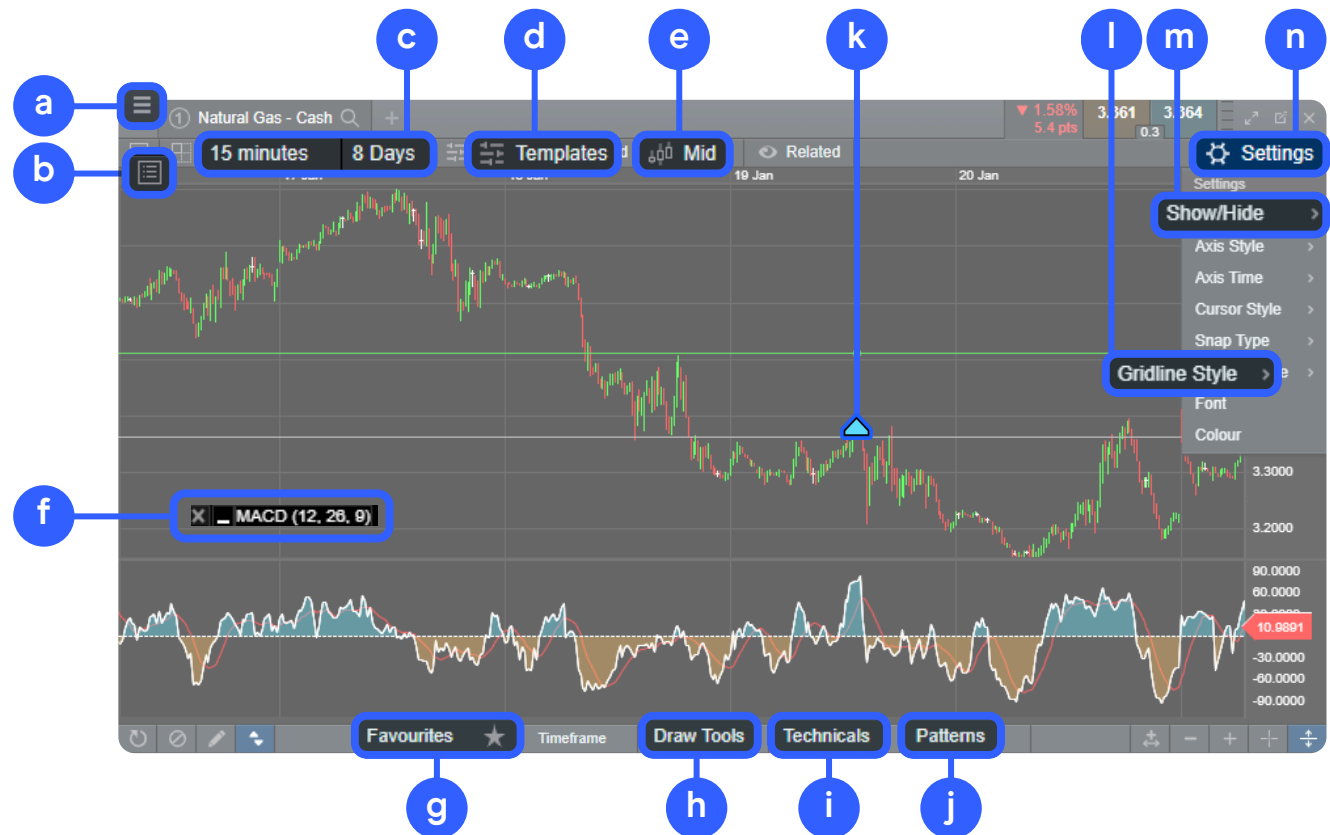 c d e k l m n
a
1 Natural Gas - Cash +
1.58%
5.4 pts
3.361 3.364
0.3
15 minutes 8 Days Templates d Mid Related Settings
b
19 Jan 20 Jan
Settings
Show/Hide
Axis Style
Axis Time
Cursor Style
Snap Type
Gridline Style e
Font
Colour
3.3000
f
MACD (12, 26, 9)
3.2000
90.0000
60.0000
10.9891
-30.0000
-60.0000
-90.0000
Favourites Timeframe Draw Tools Technicals Patterns
g h i j